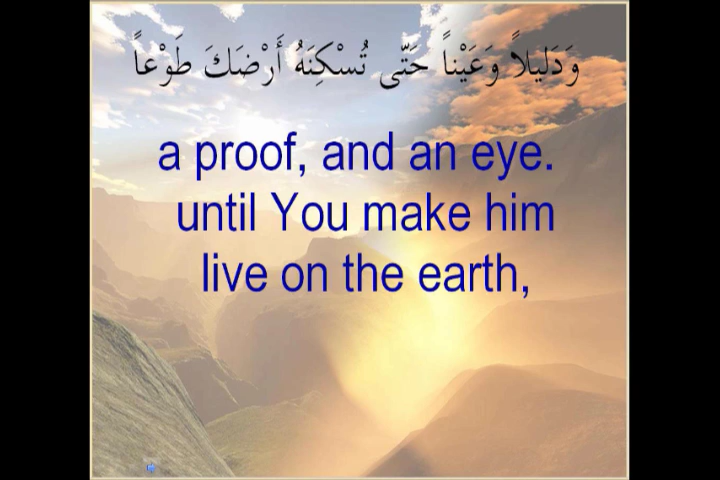 وَدَليلاً وَعَيْناً حَتّى تُسْكِنَهُ أَرْضَكَ طَوْعاً
a proof, and an eye.
until You make him
live on the earth,